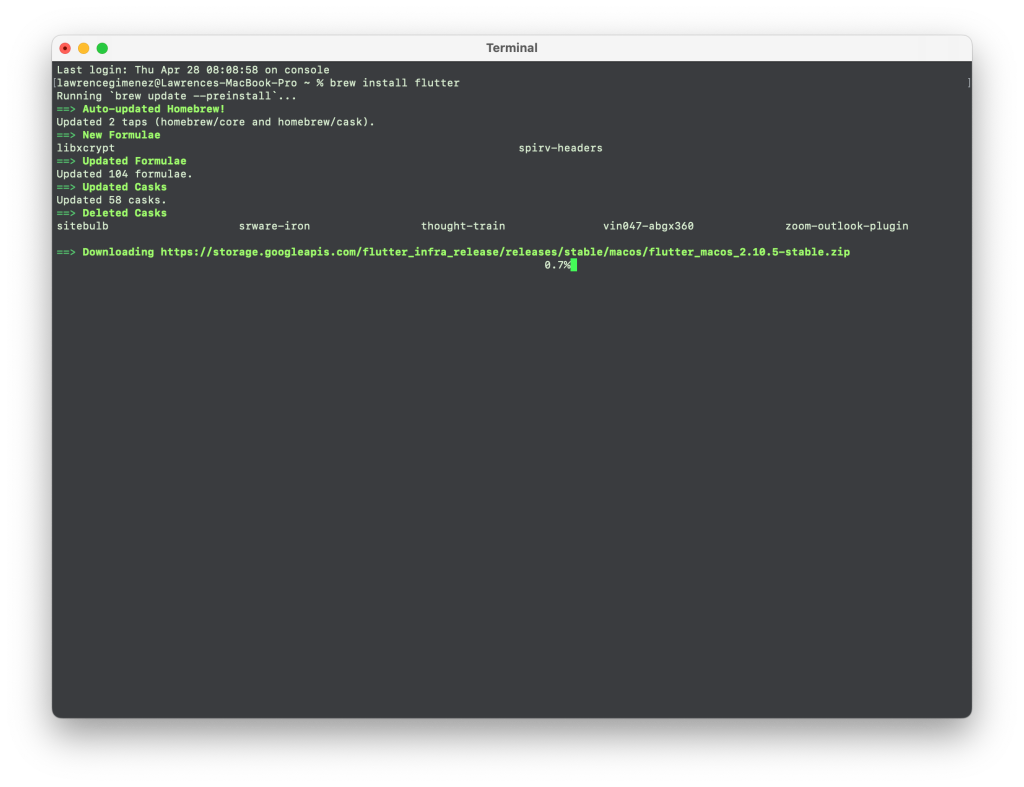 Terminal
Last login: Thu Apr 28 08:08:58 on console
[lawrencegimenez@Lawrences-MacBook-Pro ~ % brew install flutter ]
Running `brew update --preinstall`...
==> Auto-updated Homebrew!
Updated 2 taps (homebrew/core and homebrew/cask).
==> New Formulae
libxcrypt spirv-headers
==> Updated Formulae
Updated 104 formulae.
==> Updated Casks
Updated 58 casks.
==> Deleted Casks
sitebulb srware-iron thought-train vin047-abgx360 zoom-outlook-plugin
==> Downloading https://storage.googleapis.com/flutter_infra_release/releases/stable/macos/flutter_macos_2.10.5-stable.zip
0.7%